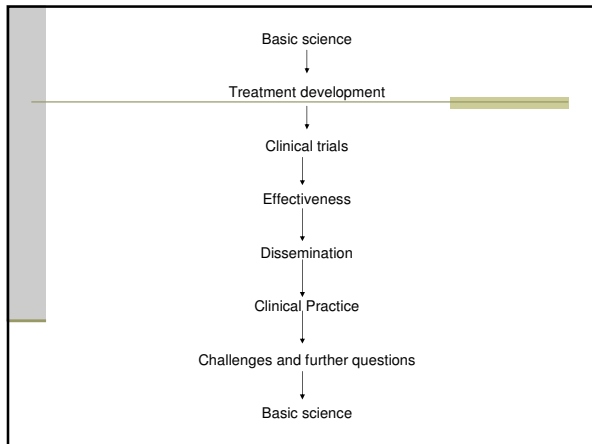 Basic science
Treatment development
Clinical trials
Effectiveness
Dissemination
Clinical Practice
Challenges and further questions
Basic science